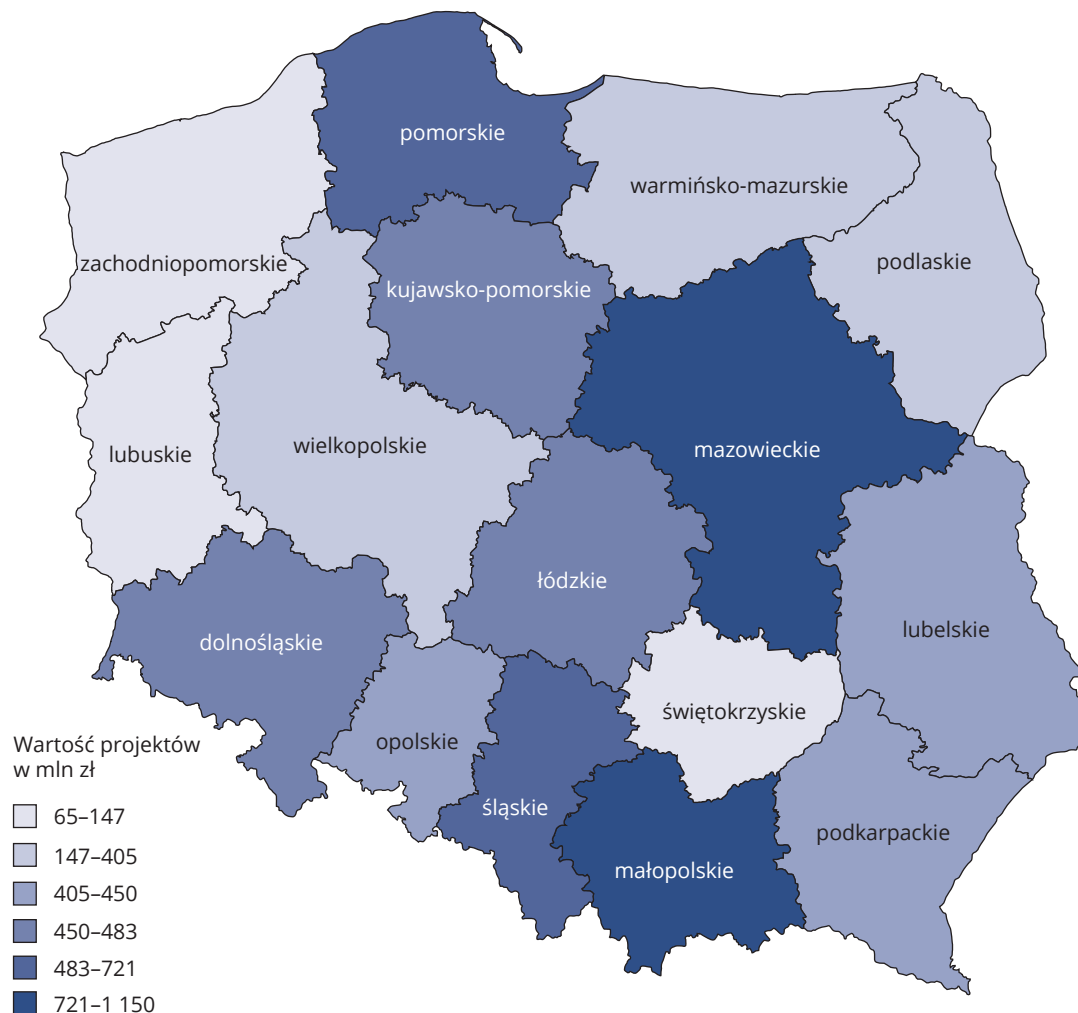 pomorskie
warmińsko-mazurskie
zachodniopomorskie
podlaskie
kujawsko-pomorskie
lubuskie
wielkopolskie
mazowieckie
łódzkie
dolnośląskie
lubelskie
opolskie
świętokrzyskie
śląskie
podkarpackie
małopolskie
Wartość projektów
w mln zł
65–147
147–405
405–450
450–483
483–721
721–1 150